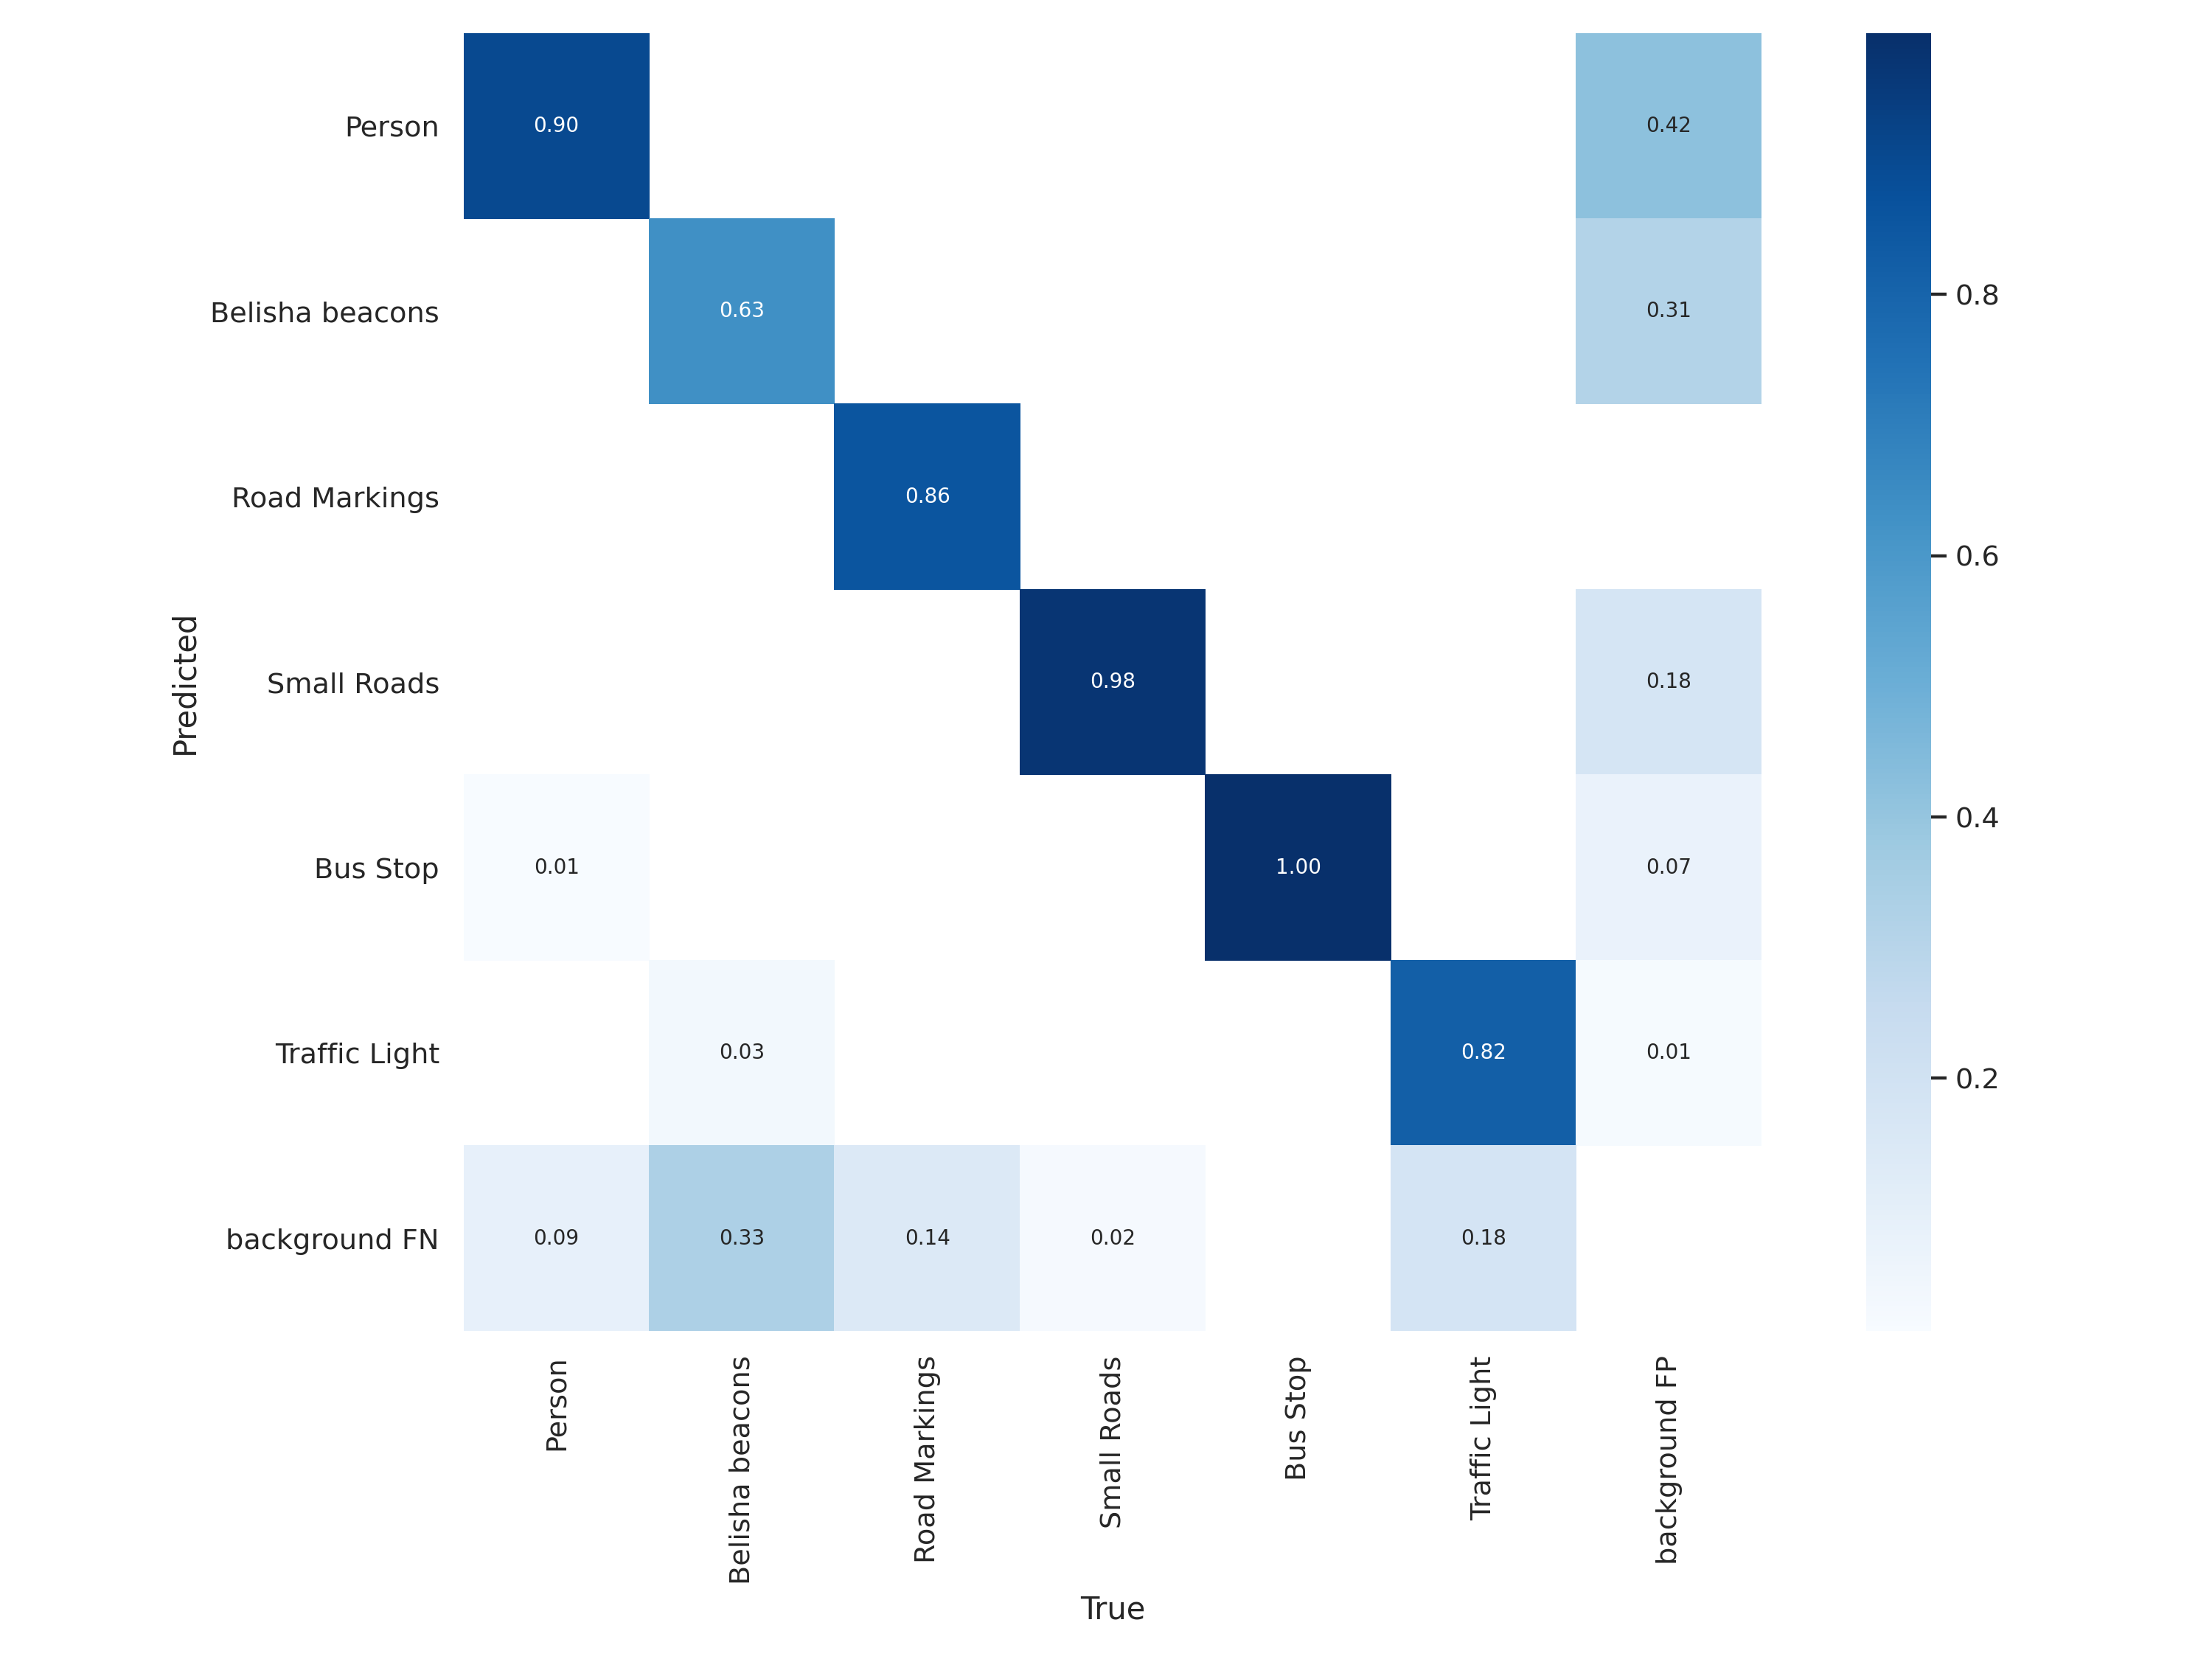 Predicted
Person 0.90 0.42
Belisha beacons 0.63 0.31
Road Markings 0.86
Small Roads 0.98 0.18
Bus Stop 0.01 1.00 0.07
Traffic Light 0.03 0.82 0.01
background FN 0.09 0.33 0.14 0.02 0.18
Person
Belisha beacons
Road Markings
Small Roads
Bus Stop
Traffic Light
background FP
True
0.8
0.6
0.4
0.2